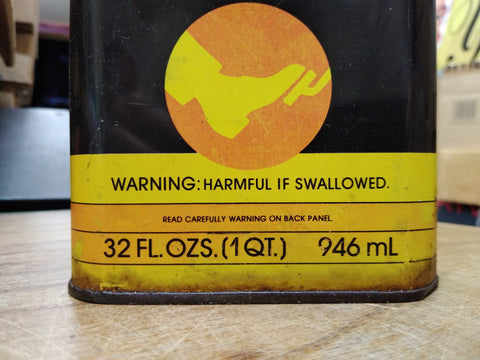 WARNING: HARMFUL IF SWALLOWED.
READ CAREFULLY WARNING ON BACK PANEL.
32 FL. OZS. (1 QT.) 946 mL